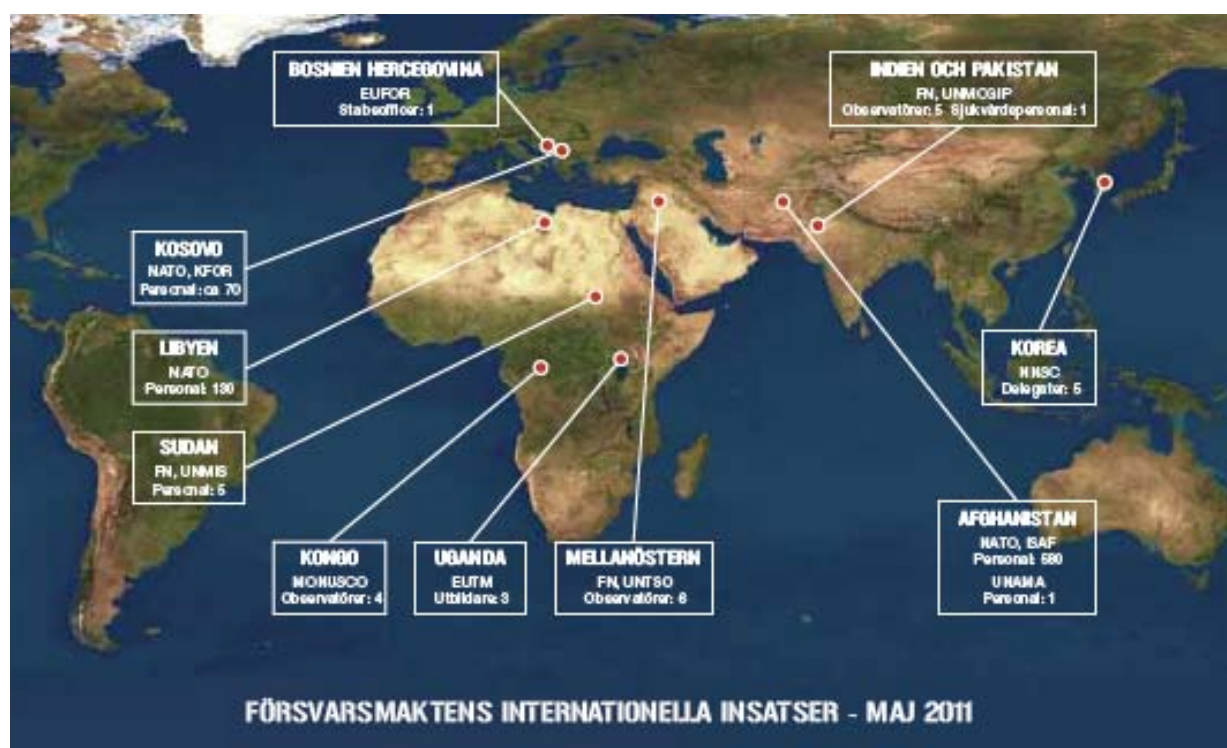 BOSNIEN HERCEGOVINA
EUFOR
Stabsofficer: 1
INDIEN OCH PAKISTAN
FN, UNMOGIP
Observatörer: 5 Sjukvårdspersonal: 1
KOSOVO
NATO, KFOR
Personal: ca 70
LIBYEN
NATO
Personal: 130
KOREA
NNSC
Delegater: 5
SUDAN
FN, UNMIS
Personal: 5
AFGHANISTAN
NATO, ISAF
Personal: 580
UNAMA
Personal: 1
KONGO
MONUSCO
Observatörer: 4
UGANDA
EUTM
Utbildare: 3
MELLANÖSTERN
FN, UNTSO
Observatörer: 6
FÖRSVARSMAKTENS INTERNATIONELLA INSATSER - MAJ 2011